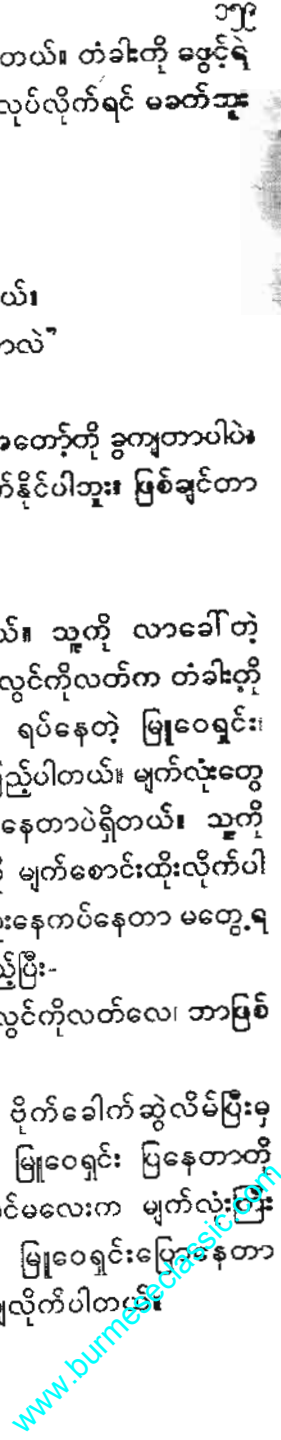 ၁၅၉
တယ်။ တံခါးကို ဖွင့်ရဲ
လုပ်လိုက်ရင် မခက်ဘူး
ယ်။
ာလဲ"
အတော့်ကို ခွကျတာပါပဲ။
က်နိုင်ပါဘူး။ ဖြစ်ချင်တာ
ယ်။ သူ့ကို လာခေါ်တဲ့
လွင်ကိုလတ်က တံခါးတို့
ရပ်နေတဲ့ မြူဝေရှင်း၊
ည့်ပါတယ်။ မျက်လုံးတွေ
နေတာပဲရှိတယ်။ သူ့ကို
မျက်စောင်းထိုးလိုက်ပါ
းနေကပ်နေတာ မတွေ့ရ
ည့်ပြီး-
လွင်ကိုလတ်လေ၊ ဘာဖြစ်
ဗိုက်ခေါက်ဆွဲလိမ်ပြီးမှ
မြူဝေရှင်း ပြနေတာတို့
င်မလေးက မျက်လုံးကြီး
မြူဝေရှင်းပြောနေတာ
ျလိုက်ပါတယ်။
www.burmeseclassic.com